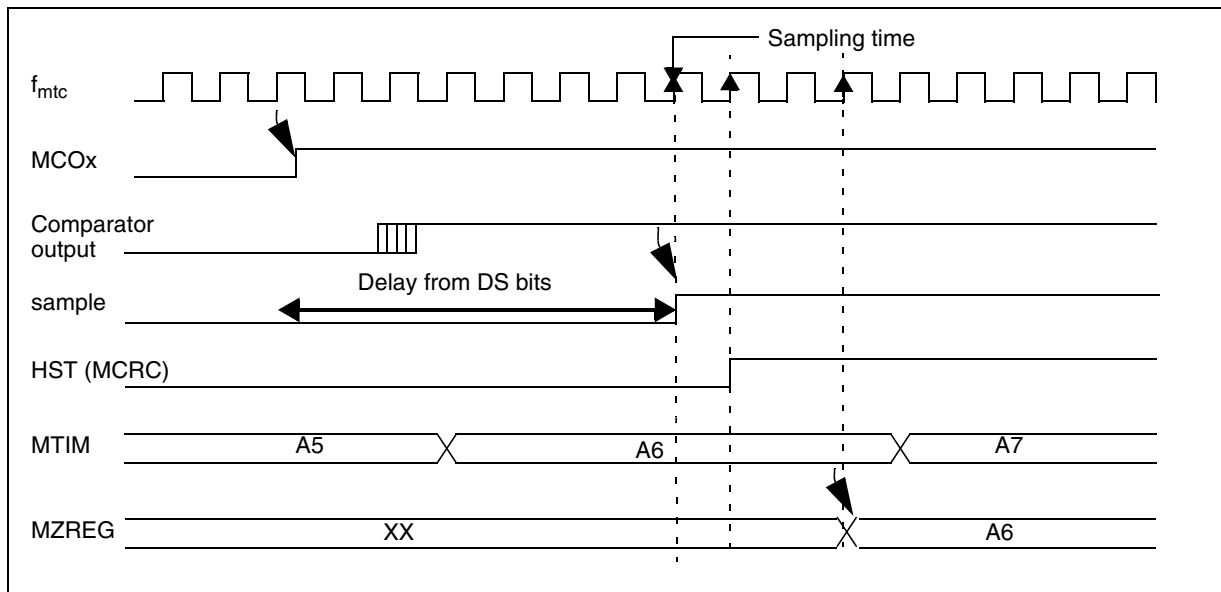 Sampling time
fmtc
MCOx
Comparator
output
Delay from DS bits
sample
HST (MCRC)
MTIM
A5
A6
A7
MZREG
XX
A6